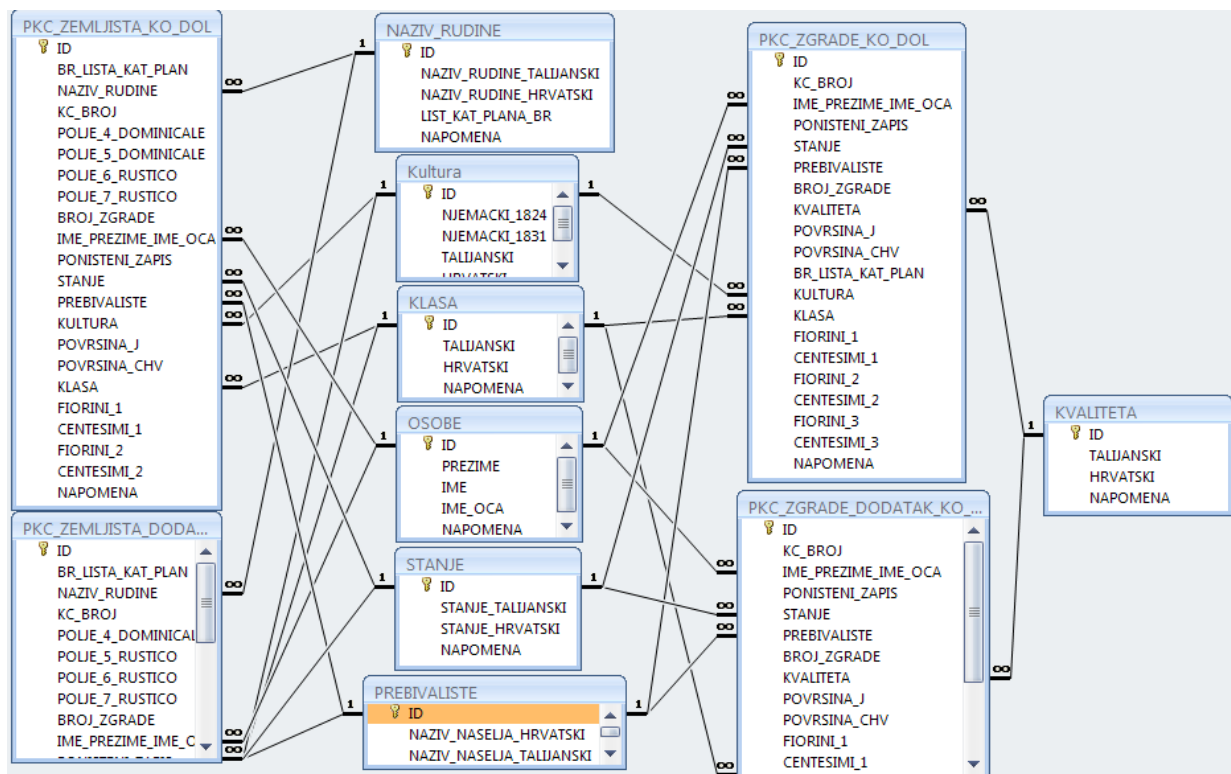 PKC_ZEMLJISTA_KO_DOL
ID
BR_LISTA_KAT_PLAN
NAZIV_RUDINE
KC_BROJ
POLJE_4_DOMINICALE
POLJE_5_DOMINICALE
POLJE_6_RUSTICO
POLJE_7_RUSTICO
BROJ_ZGRADE
IME_PREZIME_IME_OCA
PONISTENI_ZAPIS
STANJE
PREBIVALISTE
KULTURA
POVRSINA_J
POVRSINA_CHV
KLASA
FIORINI_1
CENTESIMI_1
FIORINI_2
CENTESIMI_2
NAPOMENA
PKC_ZEMLJISTA_DODA...
ID
BR_LISTA_KAT_PLAN
NAZIV_RUDINE
KC_BROJ
POLJE_4_DOMINICAL
POLJE_5_RUSTICO
POLJE_6_RUSTICO
POLJE_7_RUSTICO
BROJ_ZGRADE
IME_PREZIME_IME_O
NAZIV_RUDINE
ID
NAZIV_RUDINE_TALIJANSKI
NAZIV_RUDINE_HRVATSKI
LIST_KAT_PLANA_BR
NAPOMENA
Kultura
ID
NJEMACKI_1824
NJEMACKI_1831
TALIJANSKI
HRVATSKI
KLASA
ID
TALIJANSKI
HRVATSKI
NAPOMENA
OSOBE
ID
PREZIME
IME
IME_OCA
NAPOMENA
STANJE
ID
STANJE_TALIJANSKI
STANJE_HRVATSKI
NAPOMENA
PREBIVALISTE
ID
NAZIV_NASELJA_HRVATSKI
NAZIV_NASELJA_TALIJANSKI
PKC_ZGRADE_KO_DOL
ID
KC_BROJ
IME_PREZIME_IME_OCA
PONISTENI_ZAPIS
STANJE
PREBIVALISTE
BROJ_ZGRADE
KVALITETA
POVRSINA_J
POVRSINA_CHV
BR_LISTA_KAT_PLAN
KULTURA
KLASA
FIORINI_1
CENTESIMI_1
FIORINI_2
CENTESIMI_2
FIORINI_3
CENTESIMI_3
NAPOMENA
PKC_ZGRADE_DODATAK_KO_...
ID
KC_BROJ
IME_PREZIME_IME_OCA
PONISTENI_ZAPIS
STANJE
PREBIVALISTE
BROJ_ZGRADE
KVALITETA
POVRSINA_J
POVRSINA_CHV
FIORINI_1
CENTESIMI_1
KVALITETA
ID
TALIJANSKI
HRVATSKI
NAPOMENA